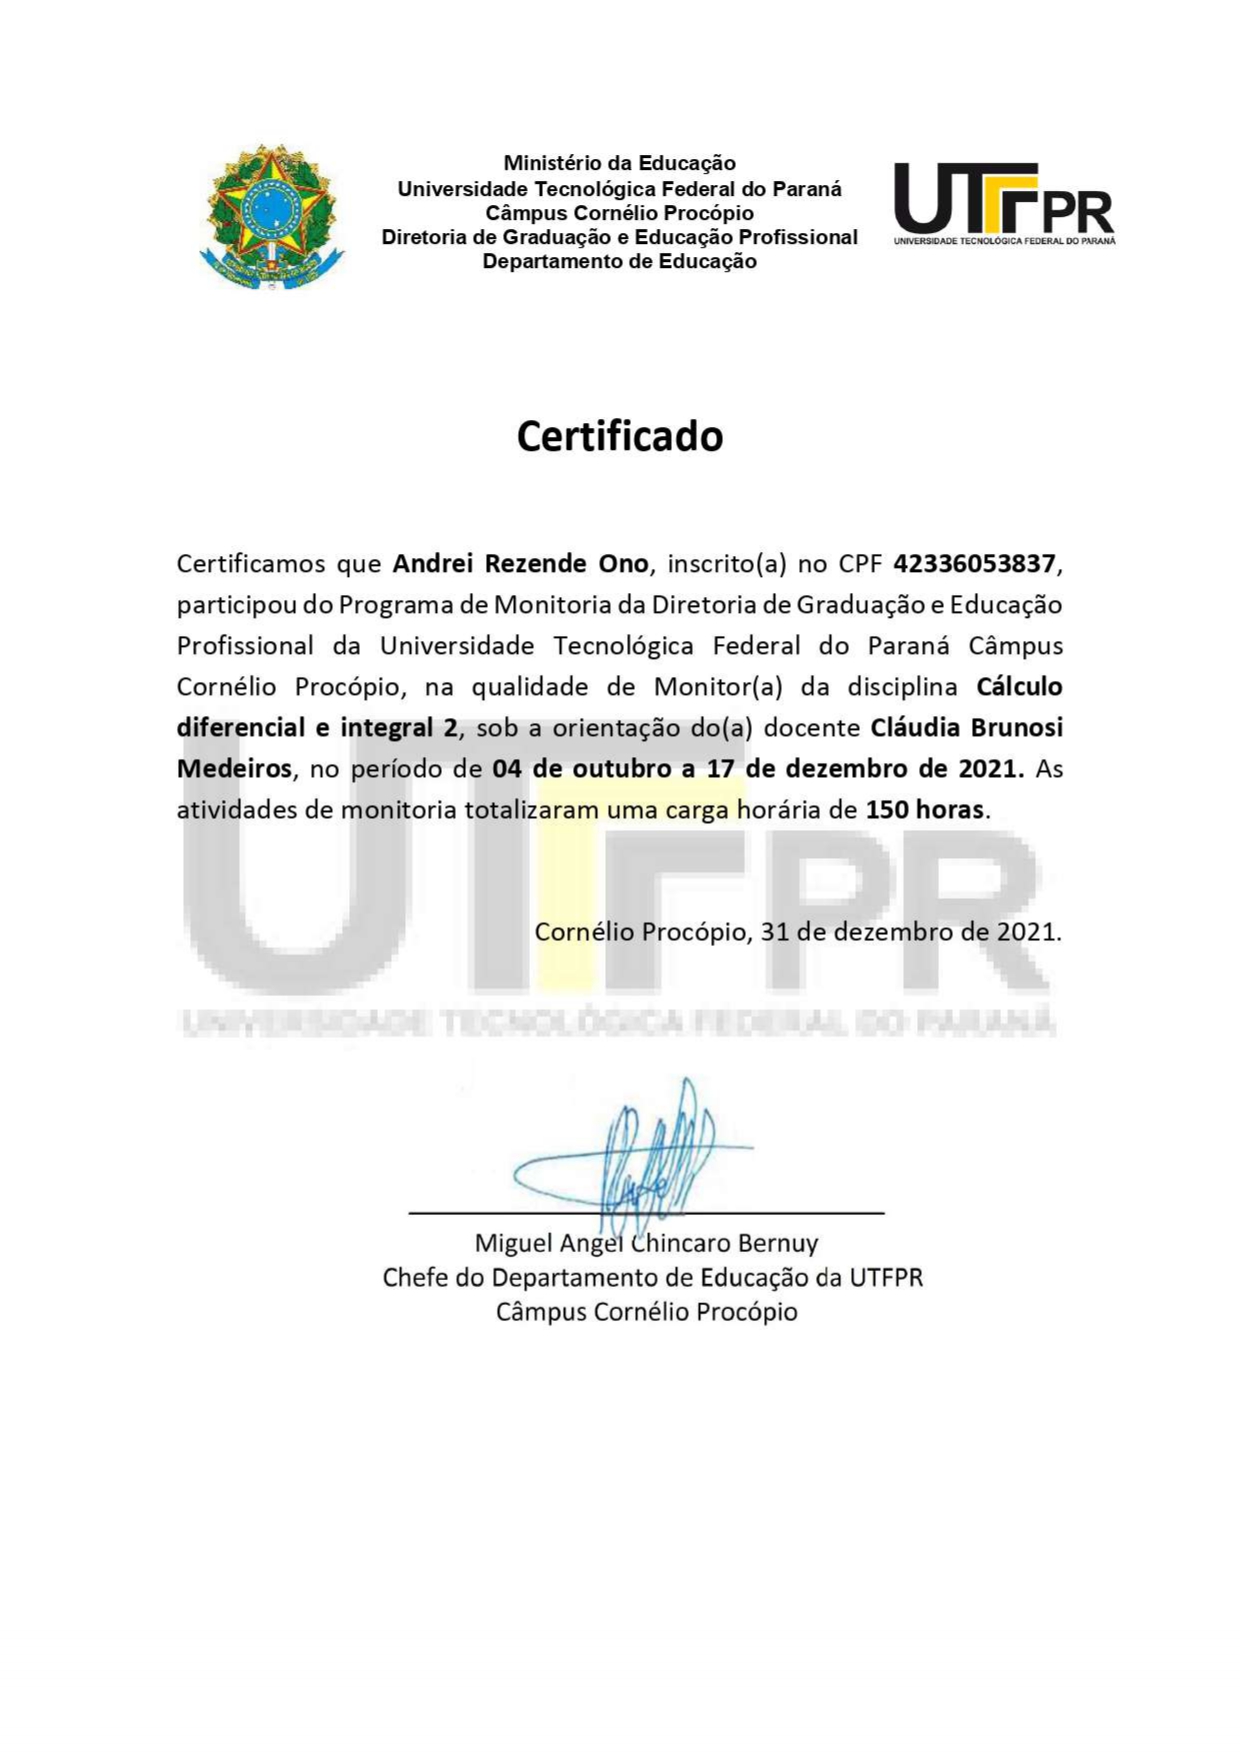 Ministério da Educação
Universidade Tecnológica Federal do Paraná
Câmpus Cornélio Procópio
Diretoria de Graduação e Educação Profissional
Departamento de Educação
UTFPR
UNIVERSIDADE TECNOLÓGICA FEDERAL DO PARANÁ
Certificado
Certificamos que Andrei Rezende Ono, inscrito(a) no CPF 42336053837,
participou do Programa de Monitoria da Diretoria de Graduação e Educação
Profissional da Universidade Tecnológica Federal do Paraná Câmpus
Cornélio Procópio, na qualidade de Monitor(a) da disciplina Cálculo
diferencial e integral 2, sob a orientação do(a) docente Cláudia Brunosi
Medeiros, no período de 04 de outubro a 17 de dezembro de 2021. As
atividades de monitoria totalizaram uma carga horária de 150 horas.
UTFPR
Cornélio Procópio, 31 de dezembro de 2021.
UNIVERSIDADE TECNOLÓGICA FEDERAL DO PARANÁ
Miguel Angel Chincaro Bernuy
Chefe do Departamento de Educação da UTFPR
Câmpus Cornélio Procópio